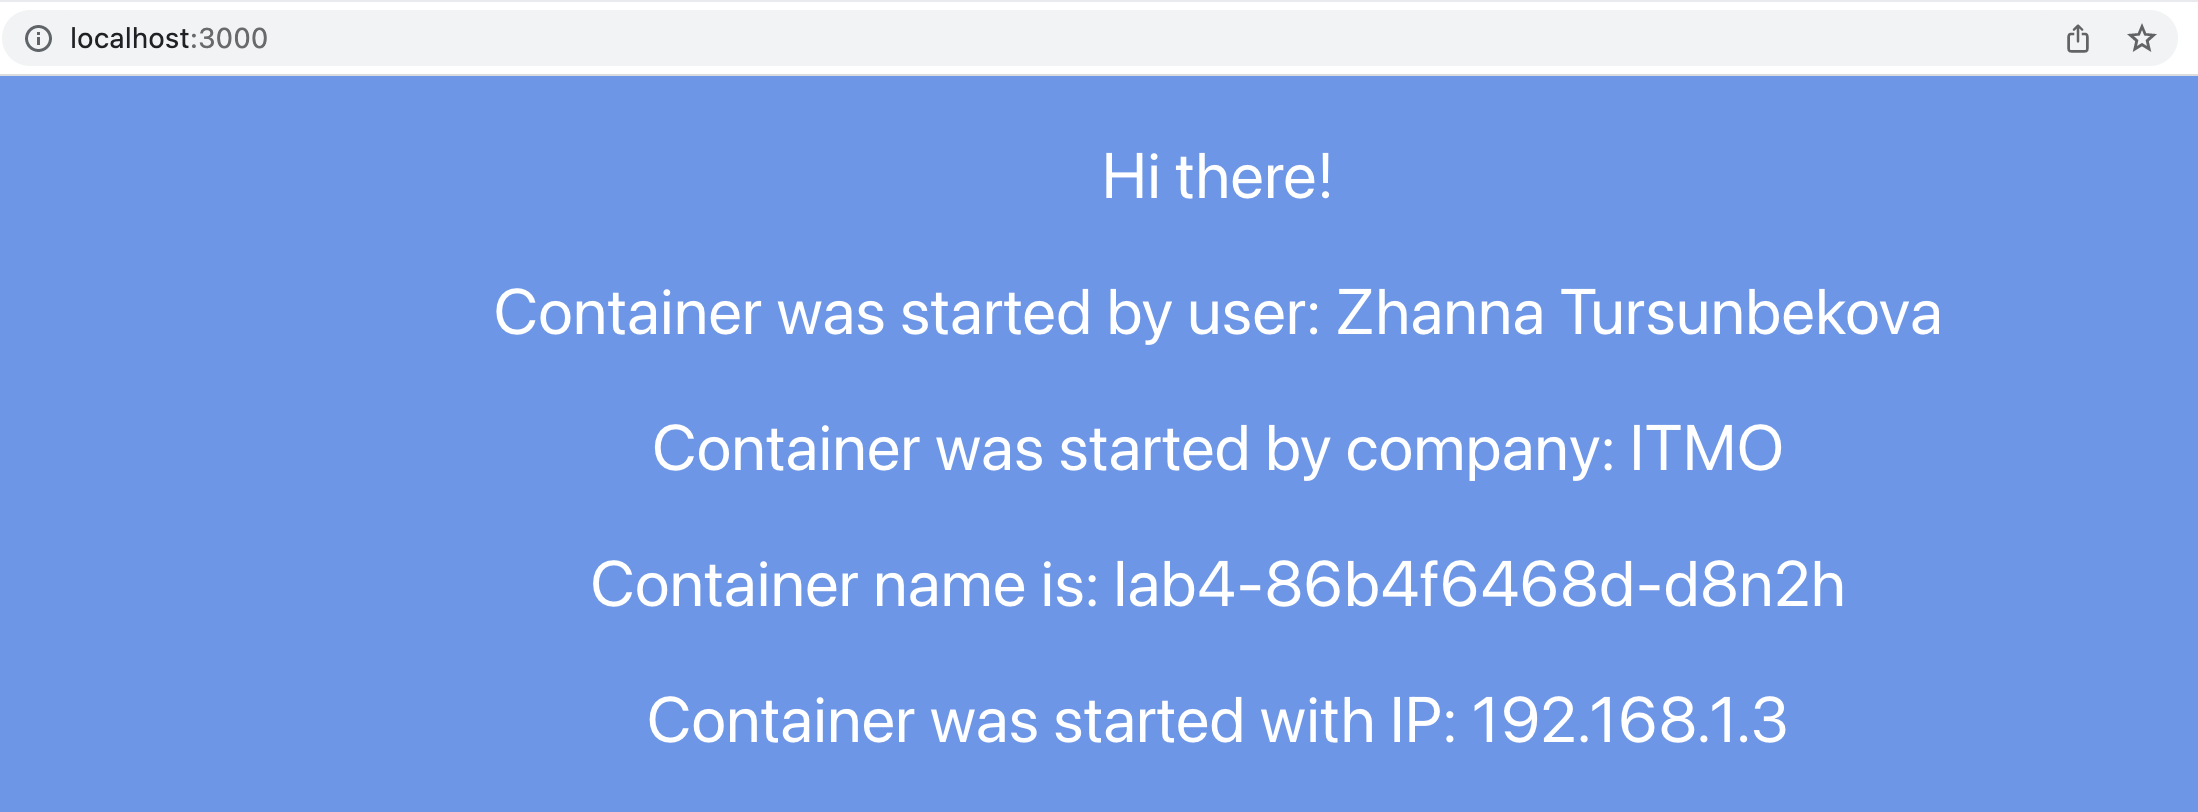 localhost:3000
Hi there!
Container was started by user: Zhanna Tursunbekova
Container was started by company: ITMO
Container name is: lab4-86b4f6468d-d8n2h
Container was started with IP: 192.168.1.3